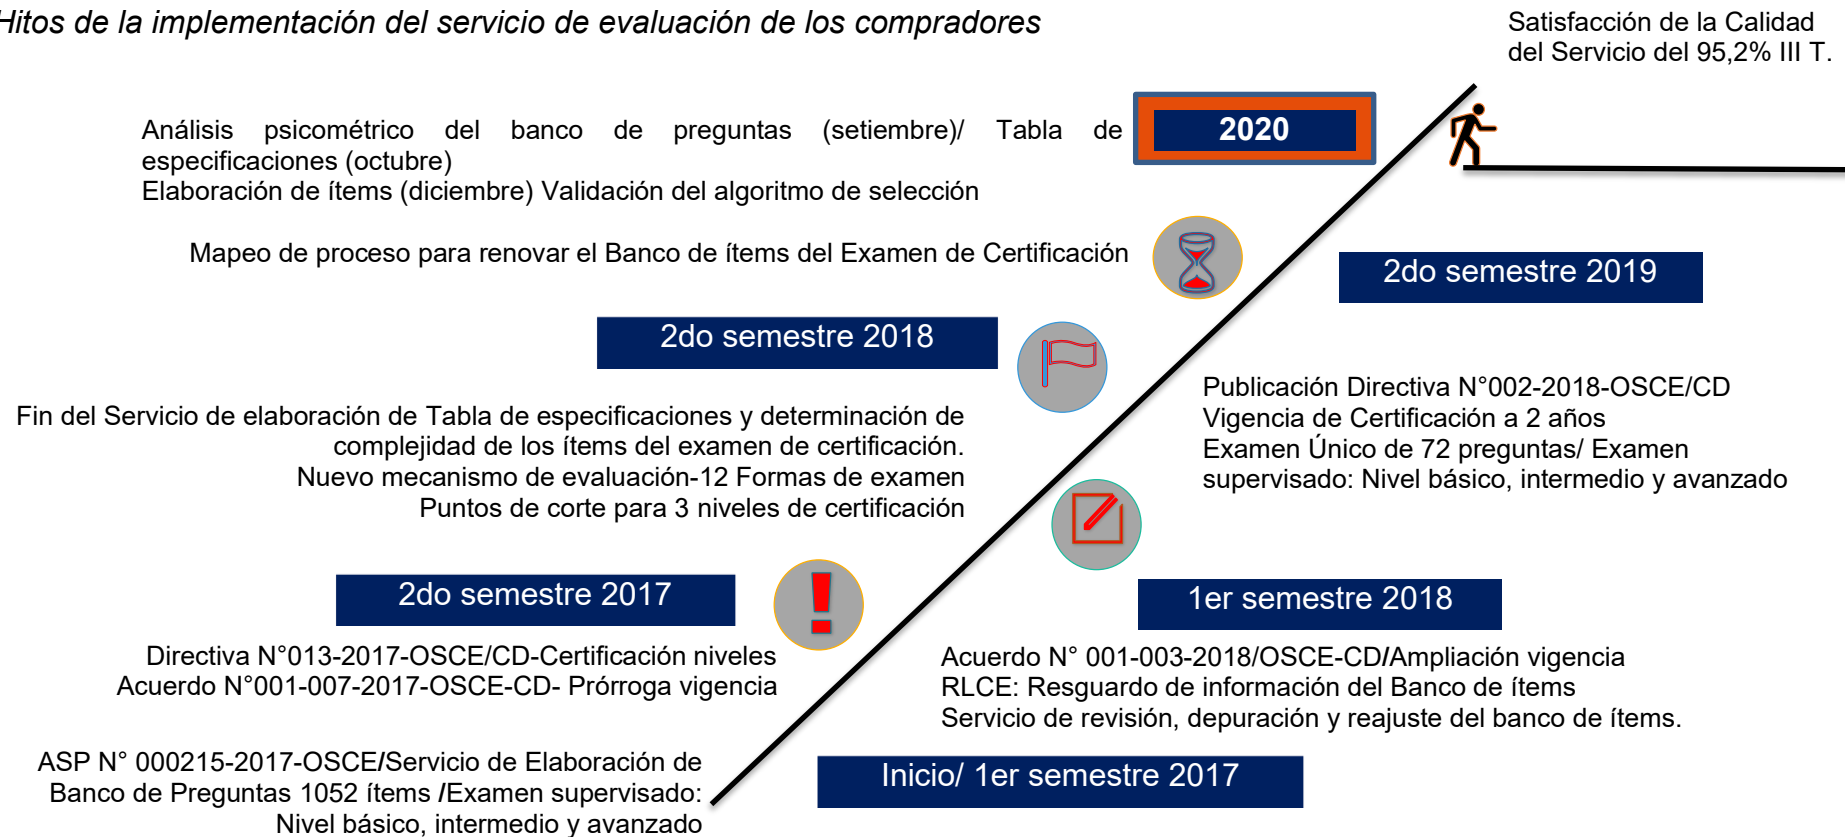 Hitos de la implementación del servicio de evaluación de los compradores
Satisfacción de la Calidad
del Servicio del 95,2% III T.
Análisis psicométrico del banco de preguntas (setiembre)/ Tabla de
especificaciones (octubre)
Elaboración de ítems (diciembre) Validación del algoritmo de selección
2020
Mapeo de proceso para renovar el Banco de ítems del Examen de Certificación
2do semestre 2019
2do semestre 2018
Fin del Servicio de elaboración de Tabla de especificaciones y determinación de
complejidad de los ítems del examen de certificación.
Nuevo mecanismo de evaluación-12 Formas de examen
Puntos de corte para 3 niveles de certificación
Publicación Directiva N°002-2018-OSCE/CD
Vigencia de Certificación a 2 años
Examen Único de 72 preguntas/ Examen
supervisado: Nivel básico, intermedio y avanzado
2do semestre 2017
1er semestre 2018
Directiva N°013-2017-OSCE/CD-Certificación niveles
Acuerdo N°001-007-2017-OSCE-CD- Prórroga vigencia
Acuerdo N° 001-003-2018/OSCE-CD/Ampliación vigencia
RLCE: Resguardo de información del Banco de ítems
Servicio de revisión, depuración y reajuste del banco de ítems.
ASP N° 000215-2017-OSCE/Servicio de Elaboración de
Banco de Preguntas 1052 ítems /Examen supervisado:
Nivel básico, intermedio y avanzado
Inicio/ 1er semestre 2017